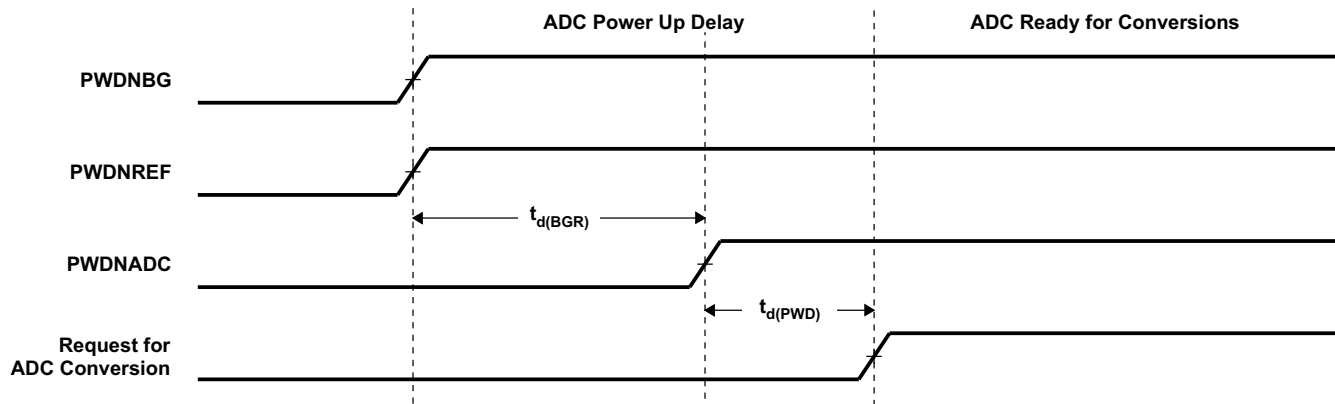 ADC Power Up Delay
ADC Ready for Conversions
PWDNBG
PWDNREF
td(BGR)
PWDNADC
td(PWD)
Request for
ADC Conversion